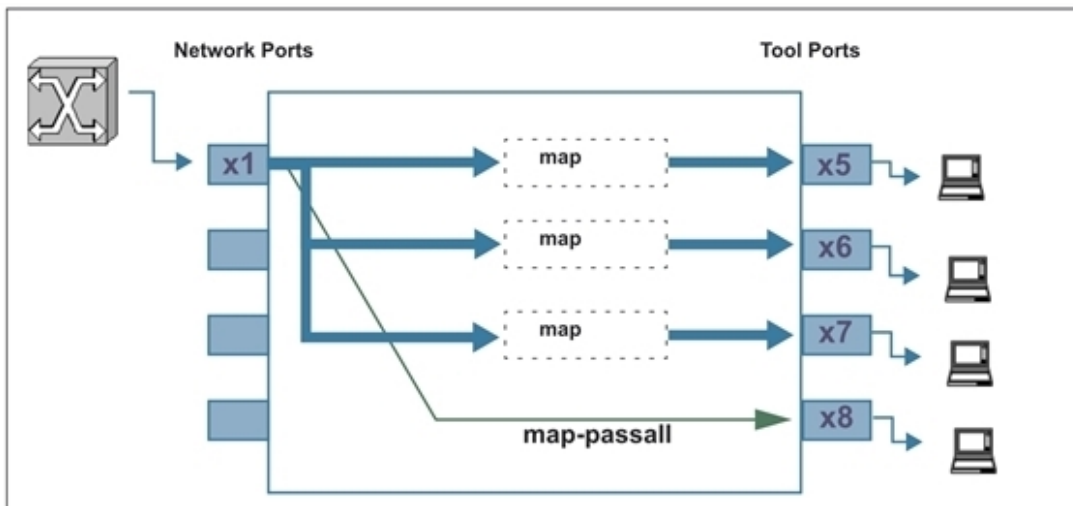 Network Ports
Tool Ports
x1
map
x5
map
x6
map
x7
map-passall
x8